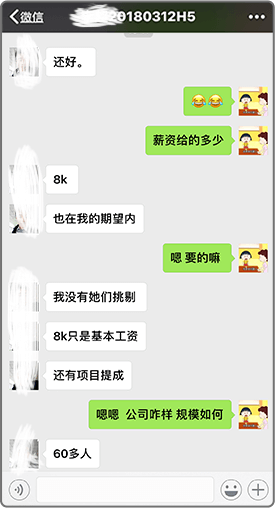 微信
20180312H5
还好。
薪资给的多少
8k
也在我的期望内
嗯 要的嘛
我没有她们挑剔
8k只是基本工资
还有项目提成
嗯嗯  公司咋样 规模如何
60多人